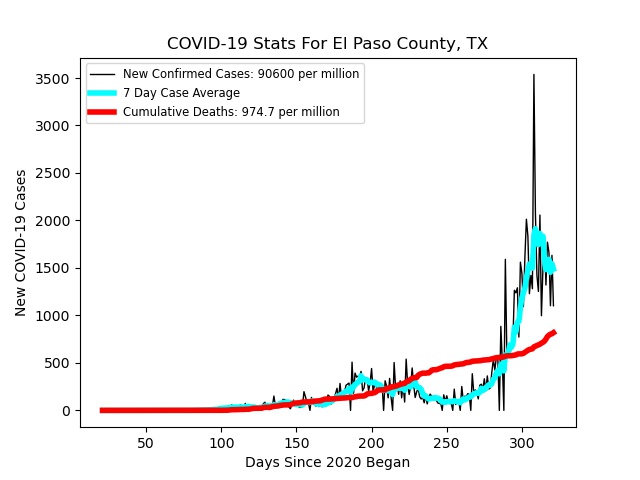 COVID-19 Stats For El Paso County, TX
New Confirmed Cases: 90600 per million
7 Day Case Average
Cumulative Deaths: 974.7 per million
New COVID-19 Cases
3500
3000
2500
2000
1500
1000
500
0
50
100
150
200
250
300
Days Since 2020 Began